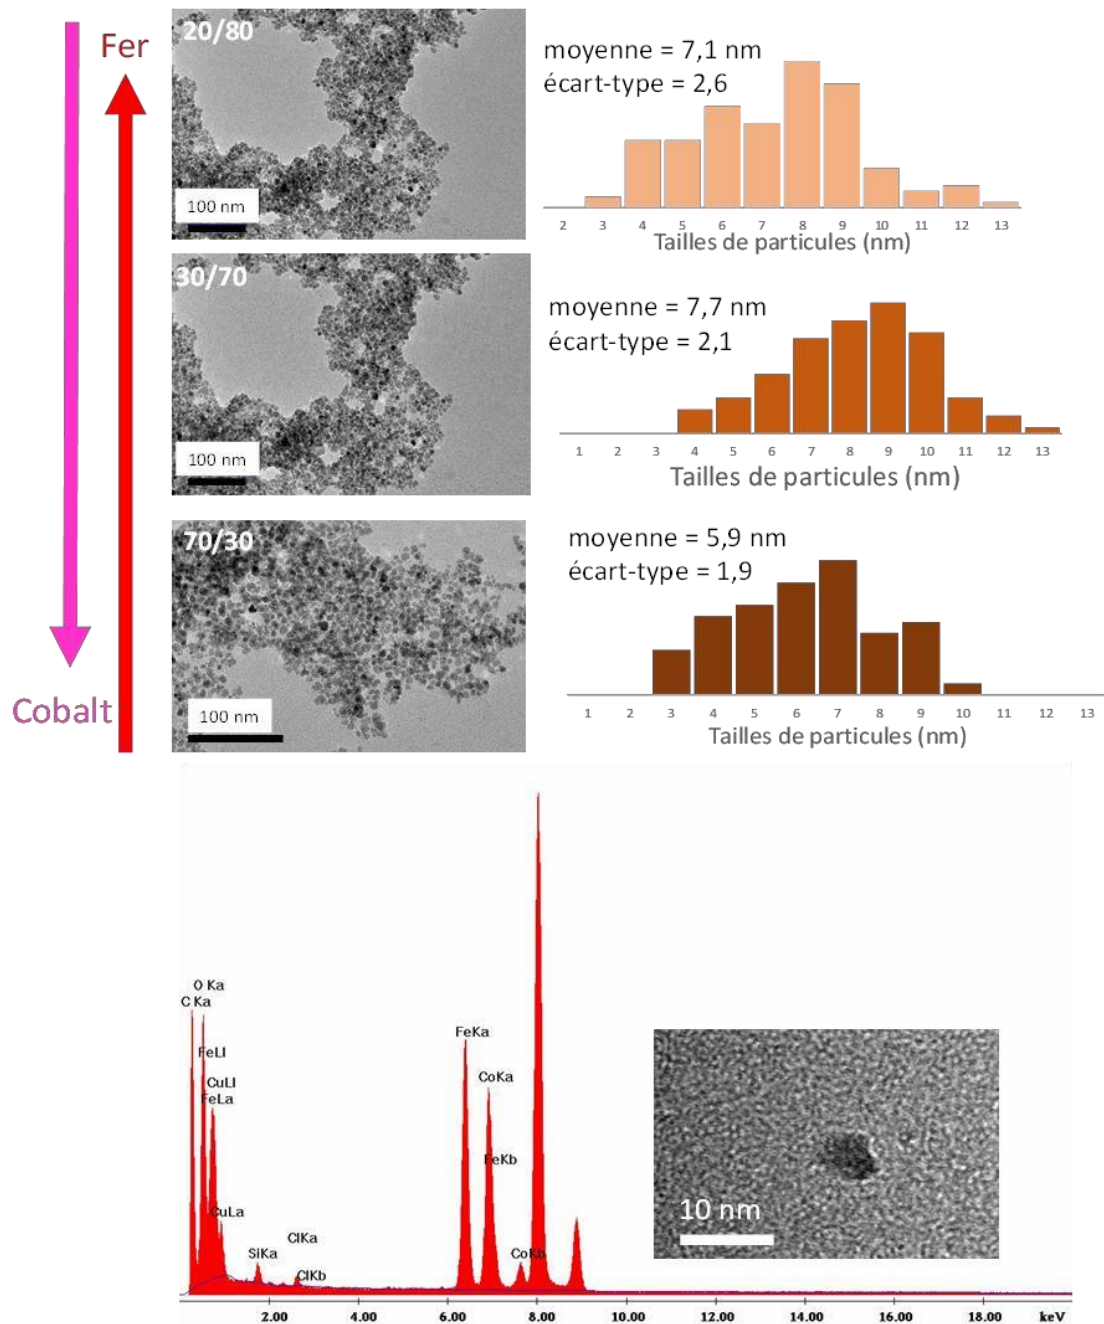 Fer
Cobalt
20/80
100 nm
moyenne = 7,1 nm
écart-type = 2,6
2 3 4 5 6 7 8 9 10 11 12 13
Tailles de particules (nm)
30/70
100 nm
moyenne = 7,7 nm
écart-type = 2,1
1 2 3 4 5 6 7 8 9 10 11 12 13
Tailles de particules (nm)
70/30
100 nm
moyenne = 5,9 nm
écart-type = 1,9
1 2 3 4 5 6 7 8 9 10 11 12 13
Tailles de particules (nm)
O Ka
C Ka
FeLl
CuLl
FeLa
CuLa
SiKa
ClKa
ClKb
FeKa
CoKa
FeKb
CoKb
10 nm
2.00 4.00 6.00 8.00 10.00 12.00 14.00 16.00 18.00 keV